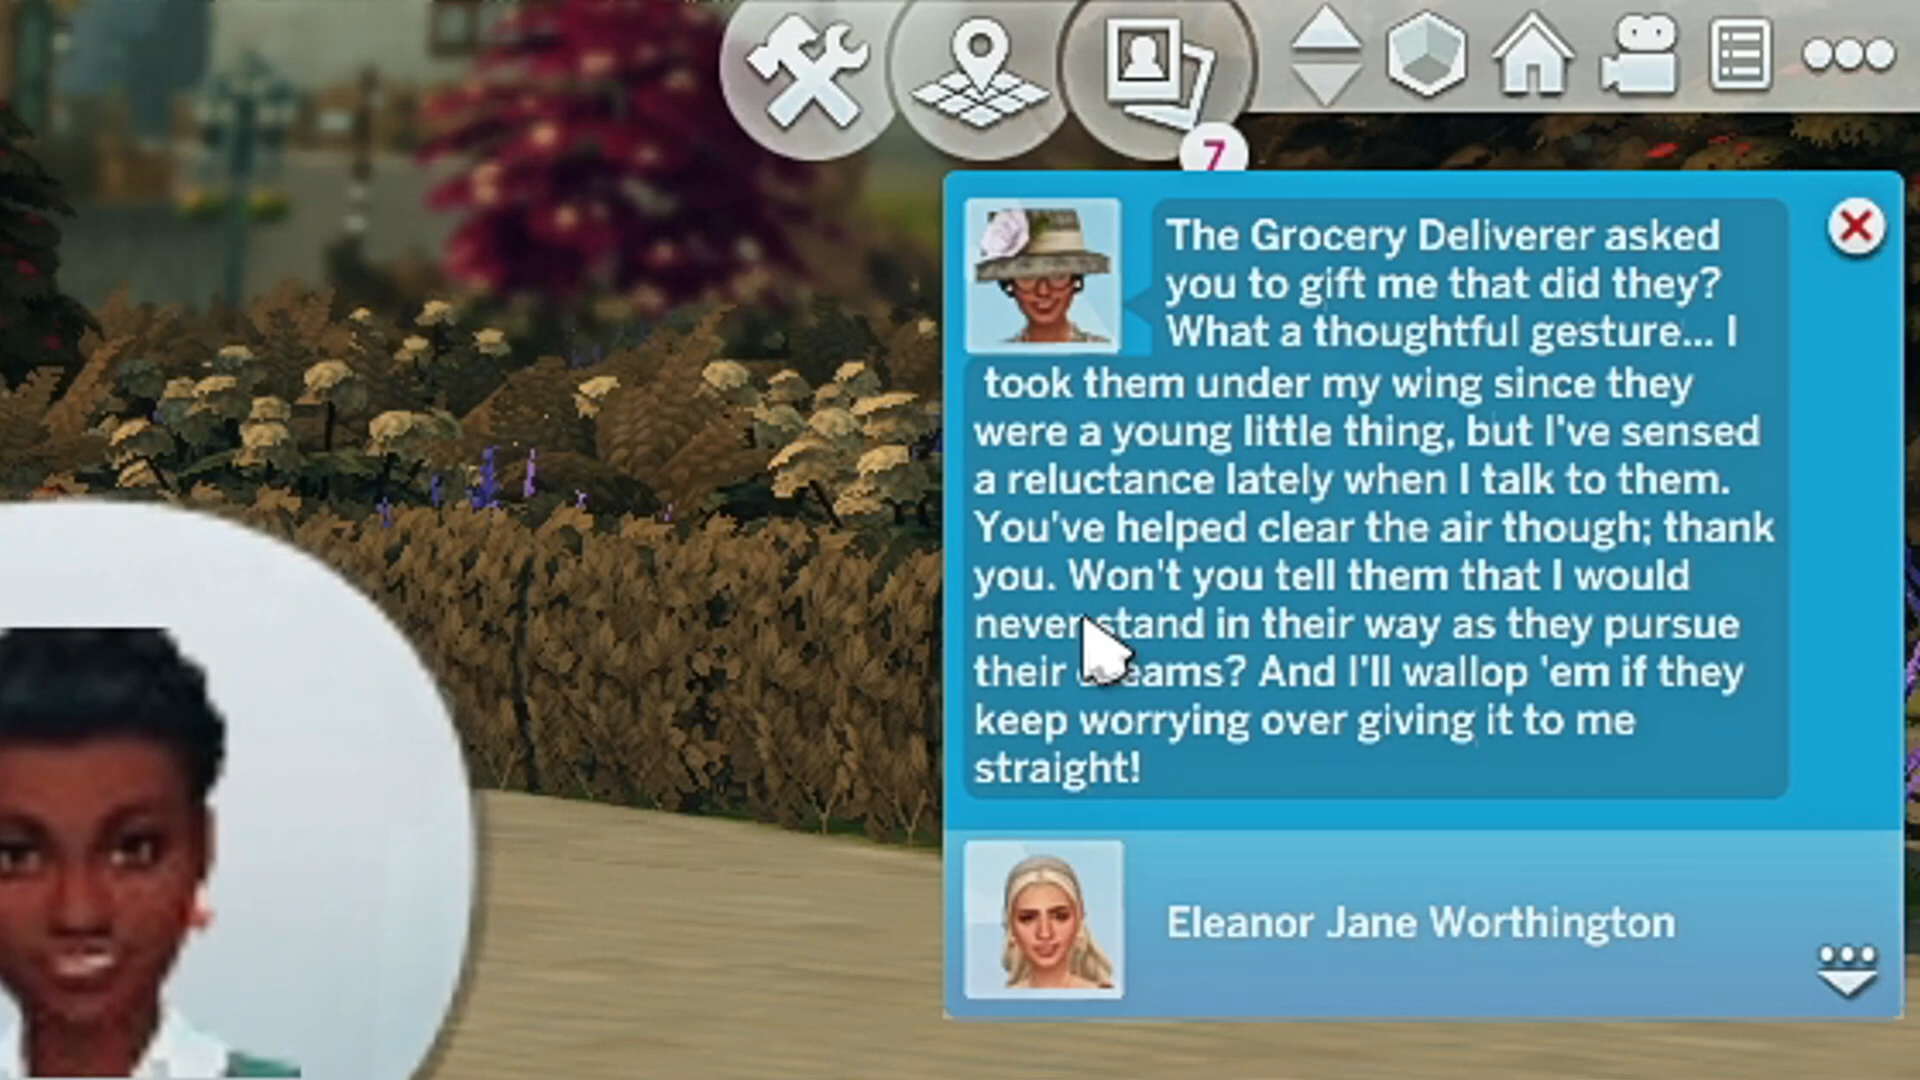 7
The Grocery Deliverer asked
you to gift me that did they?
What a thoughtful gesture... I
took them under my wing since they
were a young little thing, but I've sensed
a reluctance lately when I talk to them.
You've helped clear the air though; thank
you. Won't you tell them that I would
never stand in their way as they pursue
their dreams? And I'll wallop 'em if they
keep worrying over giving it to me
straight!
Eleanor Jane Worthington